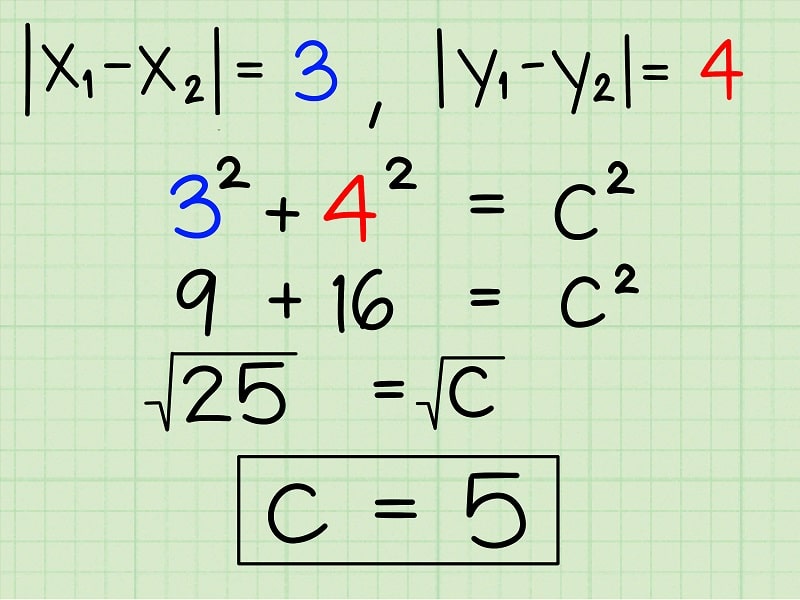 |x₁-x₂| = 3 , |y₁-y₂| = 4
3² + 4² = c²
9 + 16 = c²
√25 = √c
c = 5